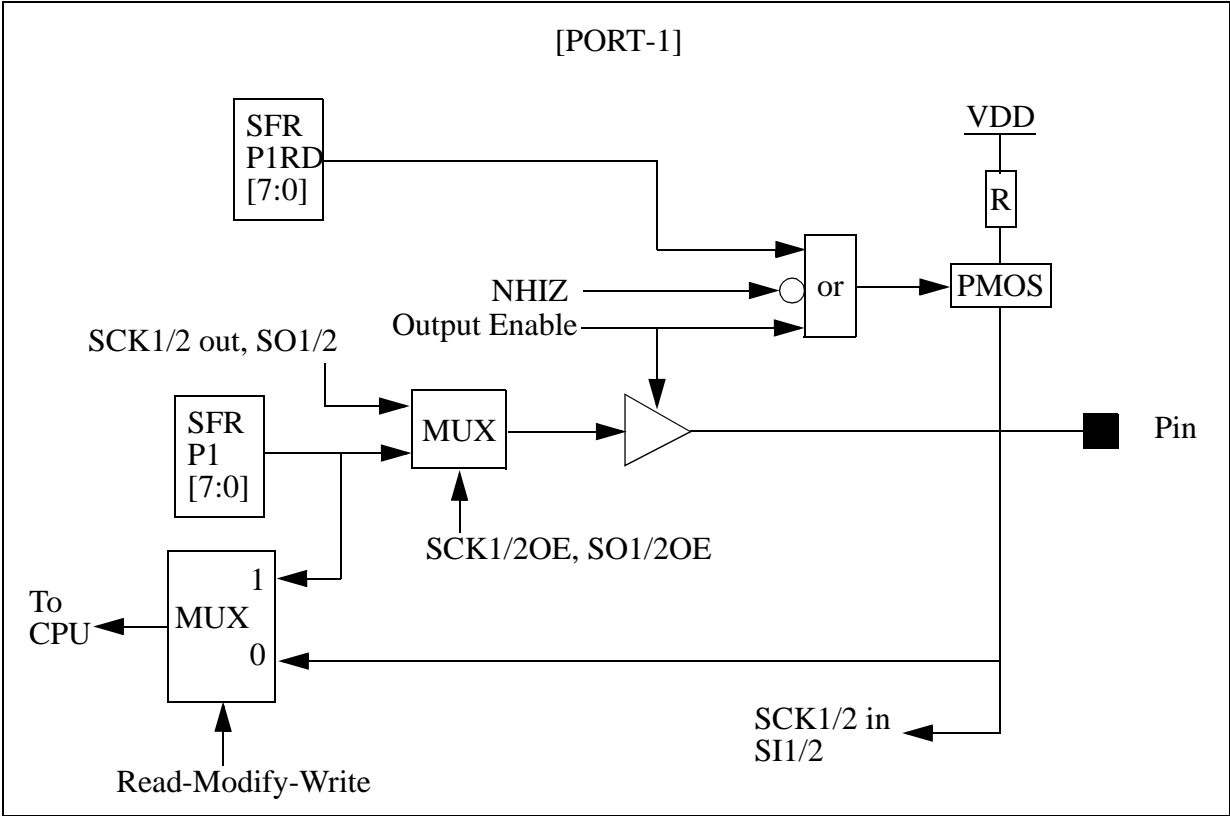 [PORT-1]
SFR
P1RD
[7:0]
VDD
R
NHIZ
or
PMOS
Output Enable
SCK1/2 out, SO1/2
SFR
P1
[7:0]
MUX
Pin
SCK1/2OE, SO1/2OE
1
To
CPU
MUX
0
SCK1/2 in
SI1/2
Read-Modify-Write